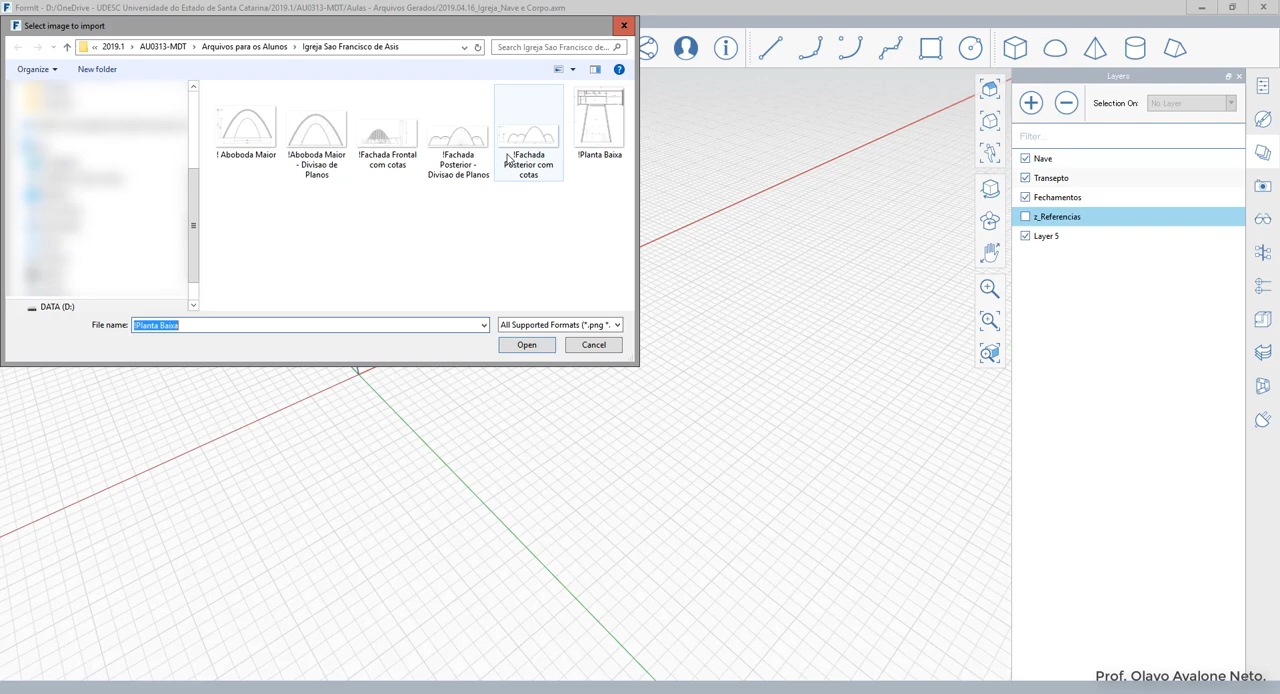 FormIt - D:/OneDrive - UDESC Universidade do Estado de Santa Catarina/2019.1/AU0313-MDT/Aulas - Arquivos Gerados/2019.04.16_Igreja_Nave e Corpo.axm
Select image to import
« 2019.1 > AU0313-MDT > Arquivos para os Alunos > Igreja Sao Francisco de Asis
Search Igreja Sao Francisco de...
Organize
New folder
! Aboboda Maior
!Aboboda Maior
- Divisao de
Planos
!Fachada Frontal
com cotas
!Fachada
Posterior -
Divisao de Planos
!Fachada
Posterior com
cotas
!Planta Baixa
DATA (D:)
File name:
!Planta Baixa
All Supported Formats (*.png *.
Open
Cancel
Layers
Selection On:
No Layer
Filter...
Nave
Transepto
Fechamentos
z_Referencias
Layer 5
Prof. Olavo Avalone Neto.